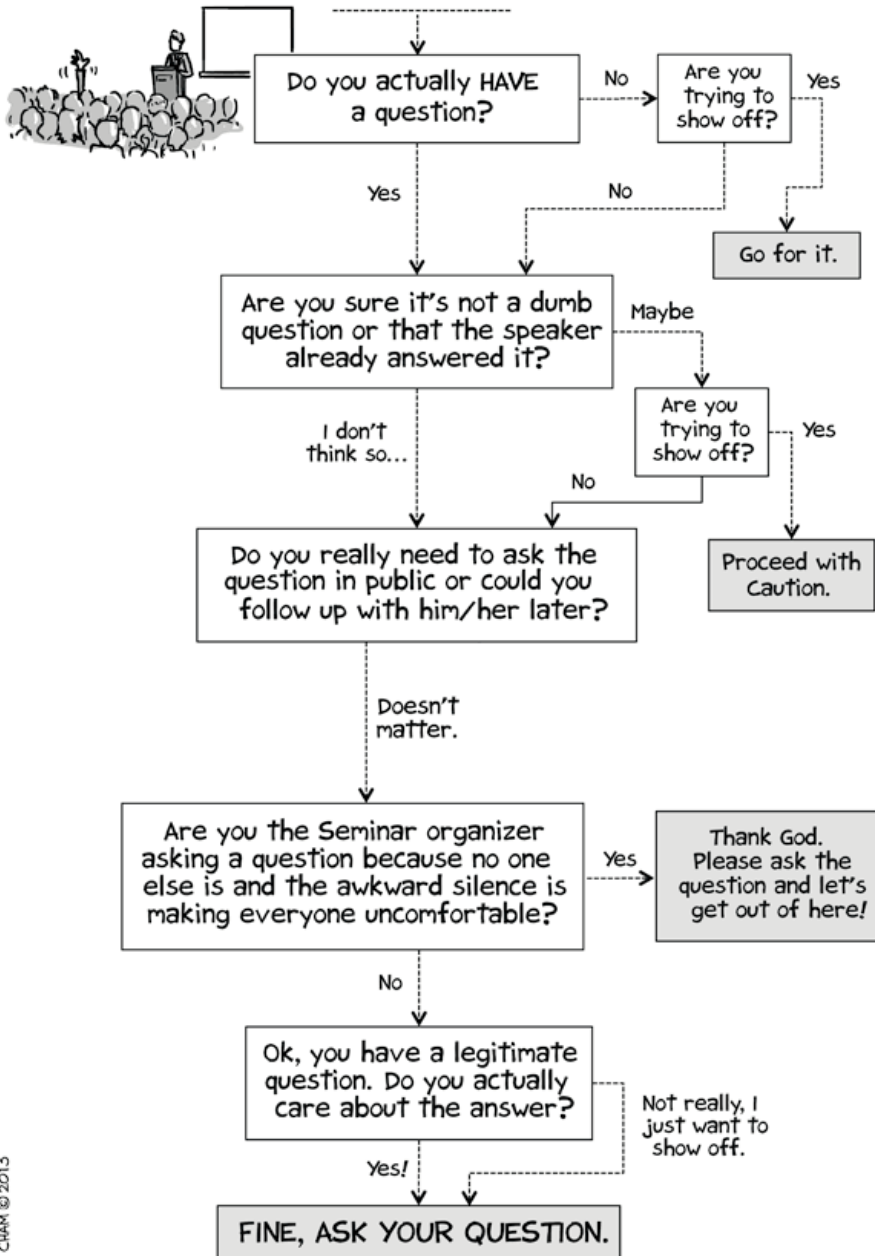 Do you actually HAVE
a question?
No
Are you
trying to
show off?
Yes
Yes
No
Go for it.
Are you sure it's not a dumb
question or that the speaker
already answered it?
Maybe
I don't
think so...
Are you
trying to
show off?
Yes
No
Do you really need to ask the
question in public or could you
follow up with him/her later?
Proceed with
Caution.
Doesn't
matter.
Are you the Seminar organizer
asking a question because no one
else is and the awkward silence is
making everyone uncomfortable?
Yes
Thank God.
Please ask the
question and let's
get out of here!
No
Ok, you have a legitimate
question. Do you actually
care about the answer?
Not really, I
just want to
show off.
Yes!
FINE, ASK YOUR QUESTION.
CHAM © 2013